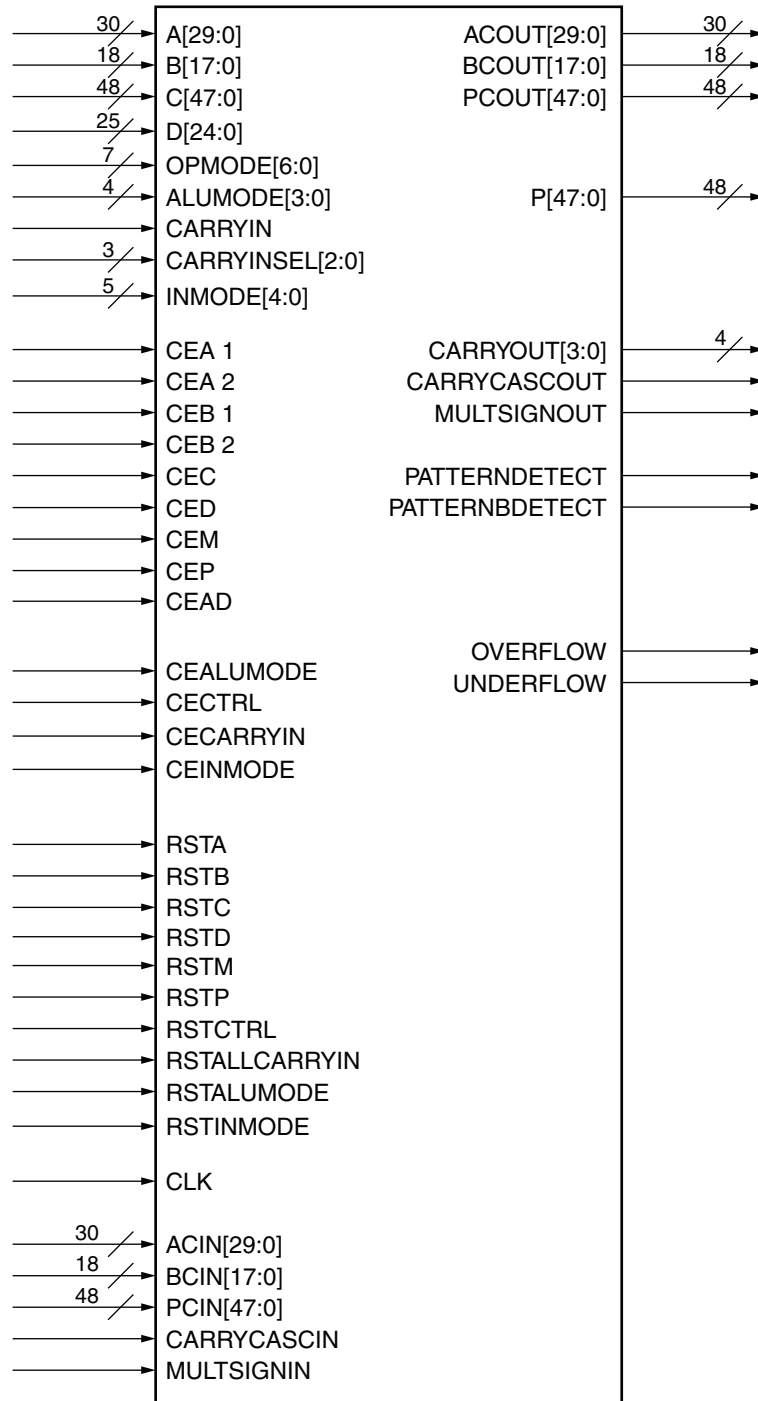 30 A[29:0] ACOUT[29:0] 30
18 B[17:0] BCOUT[17:0] 18
48 C[47:0] PCOUT[47:0] 48
25 D[24:0]
7 OPMODE[6:0]
4 ALUMODE[3:0] P[47:0] 48
CARRYIN
3 CARRYINSEL[2:0]
5 INMODE[4:0]
CEA 1 CARRYOUT[3:0] 4
CEA 2 CARRYCASCOUT
CEB 1 MULTSIGNOUT
CEB 2
CEC PATTERNDETECT
CED PATTERNBDETECT
CEM
CEP
CEAD
OVERFLOW
CEALUMODE UNDERFLOW
CECTRL
CECARRYIN
CEINMODE
RSTA
RSTB
RSTC
RSTD
RSTM
RSTP
RSTCTRL
RSTALLCARRYIN
RSTALUMODE
RSTINMODE
CLK
30 ACIN[29:0]
18 BCIN[17:0]
48 PCIN[47:0]
CARRYCASCIN
MULTSIGNIN